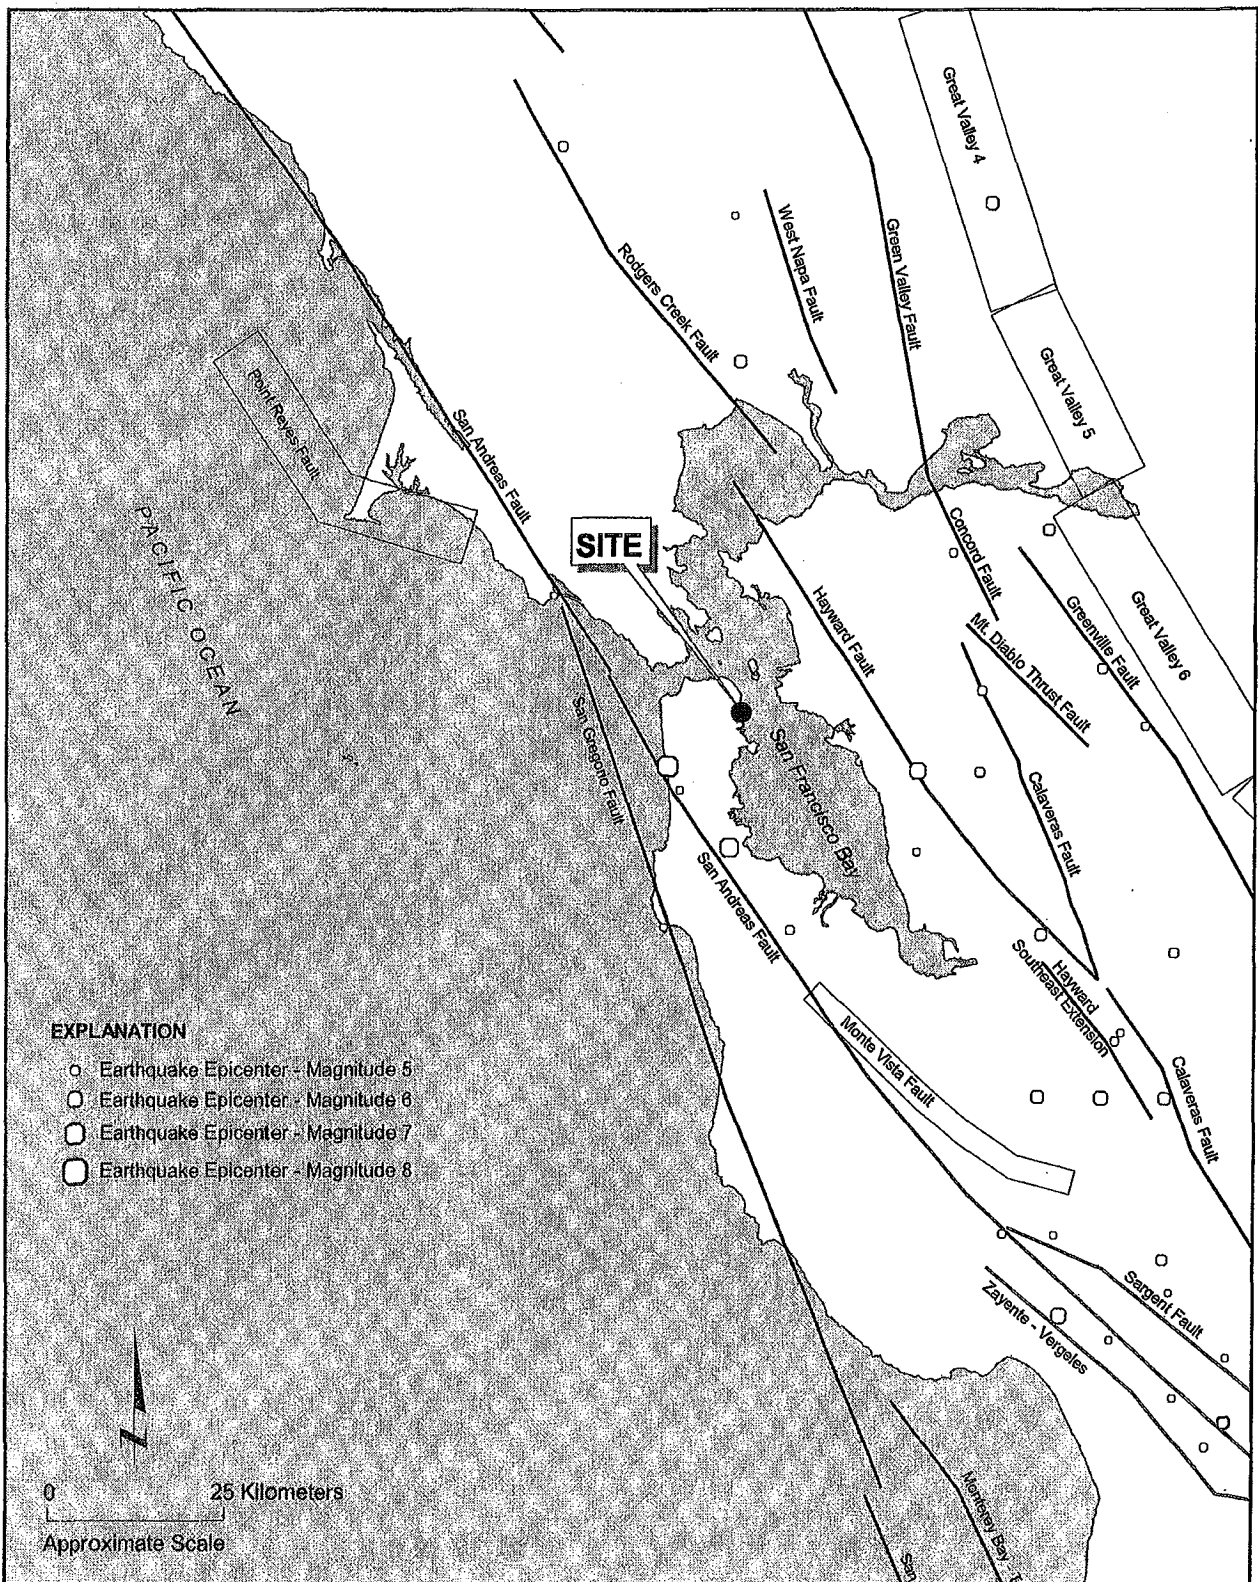 Great Valley 4
West Napa Fault
Green Valley Fault
Rodgers Creek Fault
Great Valley 5
Point Reyes Fault
San Andreas Fault
PACIFIC OCEAN
SITE
Concord Fault
Hayward Fault
Greenville Fault
Great Valley 6
Mt. Diablo Thrust Fault
San Gregorio Fault
San Francisco Bay
Calaveras Fault
San Andreas Fault
Hayward
Southeast Extension
Monte Vista Fault
Calaveras Fault
EXPLANATION
Earthquake Epicenter - Magnitude 5
Earthquake Epicenter - Magnitude 6
Earthquake Epicenter - Magnitude 7
Earthquake Epicenter - Magnitude 8
Sargent Fault
Zayente - Vergeles
0 25 Kilometers
Approximate Scale
Monterey Bay -
San